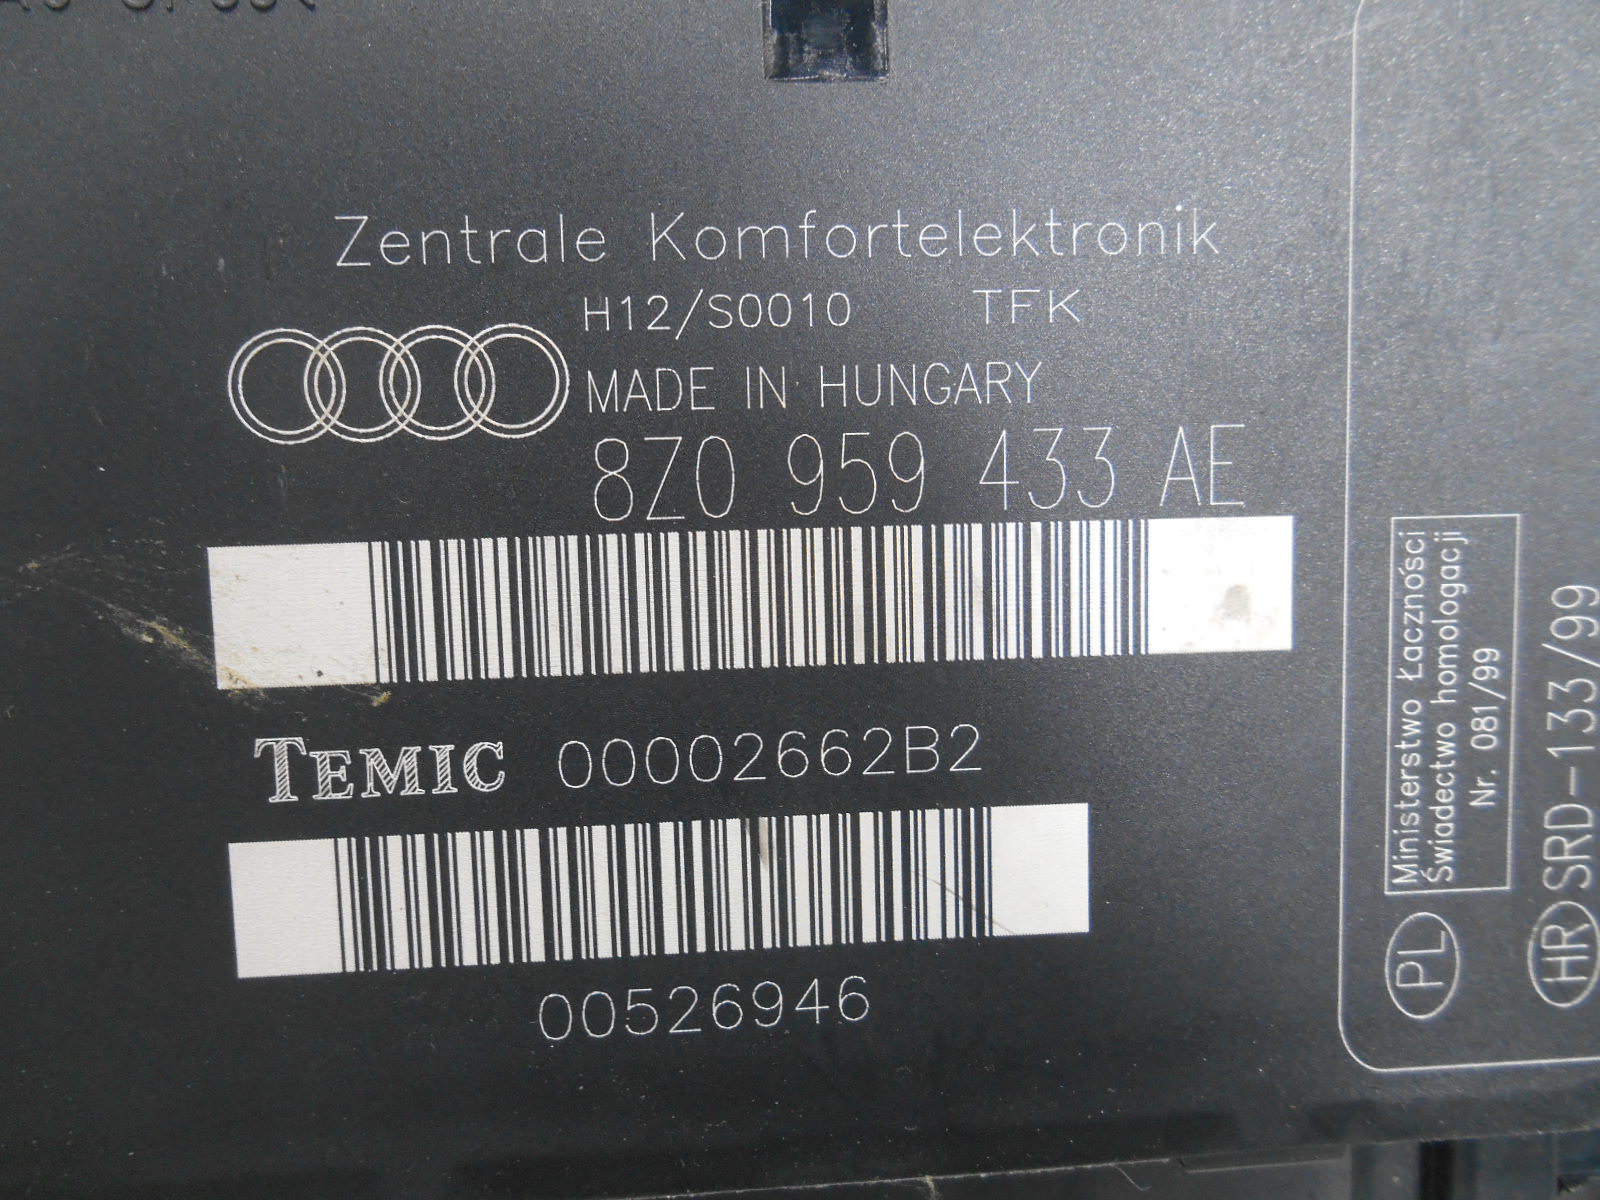 Zentrale Komfortelektronik
H12/S0010 TFK
MADE IN HUNGARY
8Z0 959 433 AE
TEMIC 00002662B2
00526946
Ministerstwo Łączności
Świadectwo homologacji
Nr. 081/99
PL
HR SRD-133/99